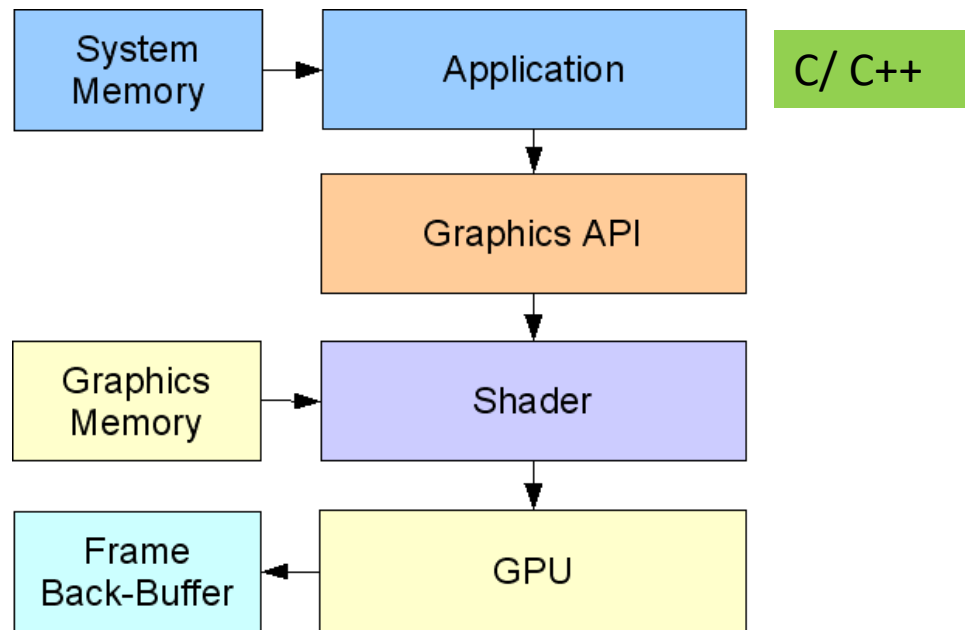 System
Memory
Application
C/ C++
Graphics API
Graphics
Memory
Shader
Frame
Back-Buffer
GPU